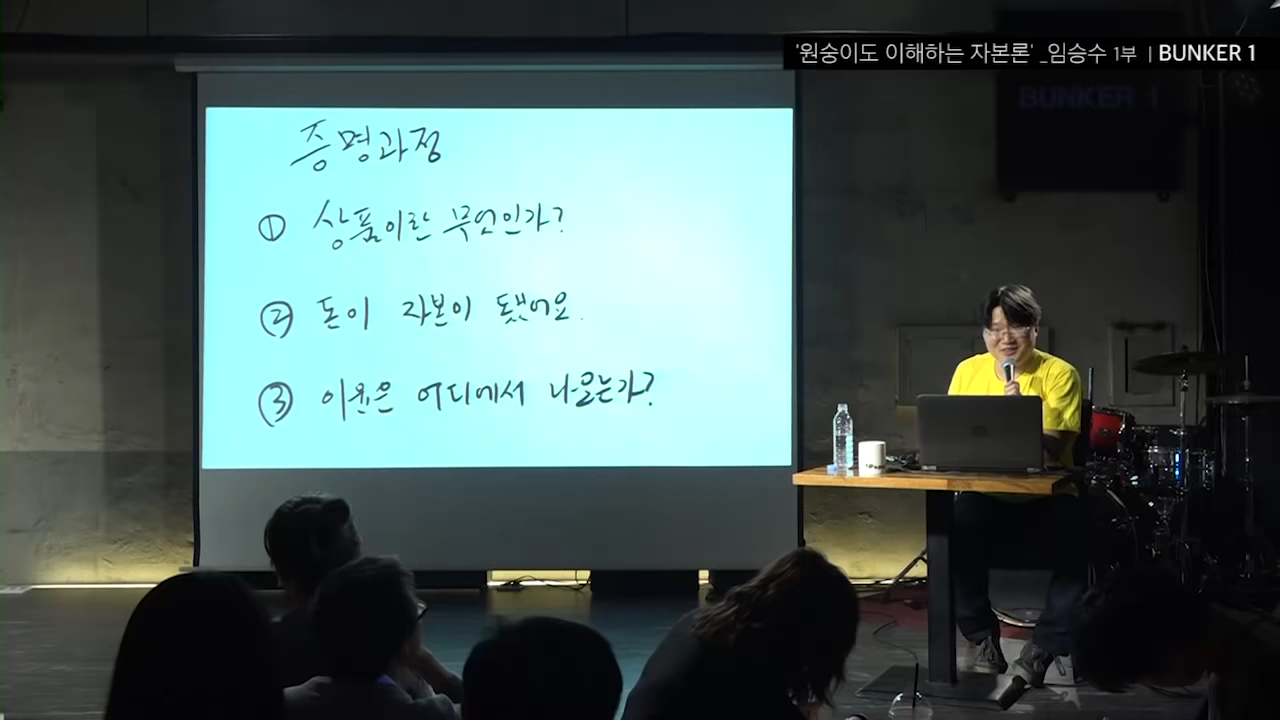 '원숭이도 이해하는 자본론' _임승수 1부 | BUNKER 1
BUNKER 1
증명과정
① 상품이란 무엇인가?
② 돈이 자본이 됐어요.
③ 이윤은 어디에서 나오는가?